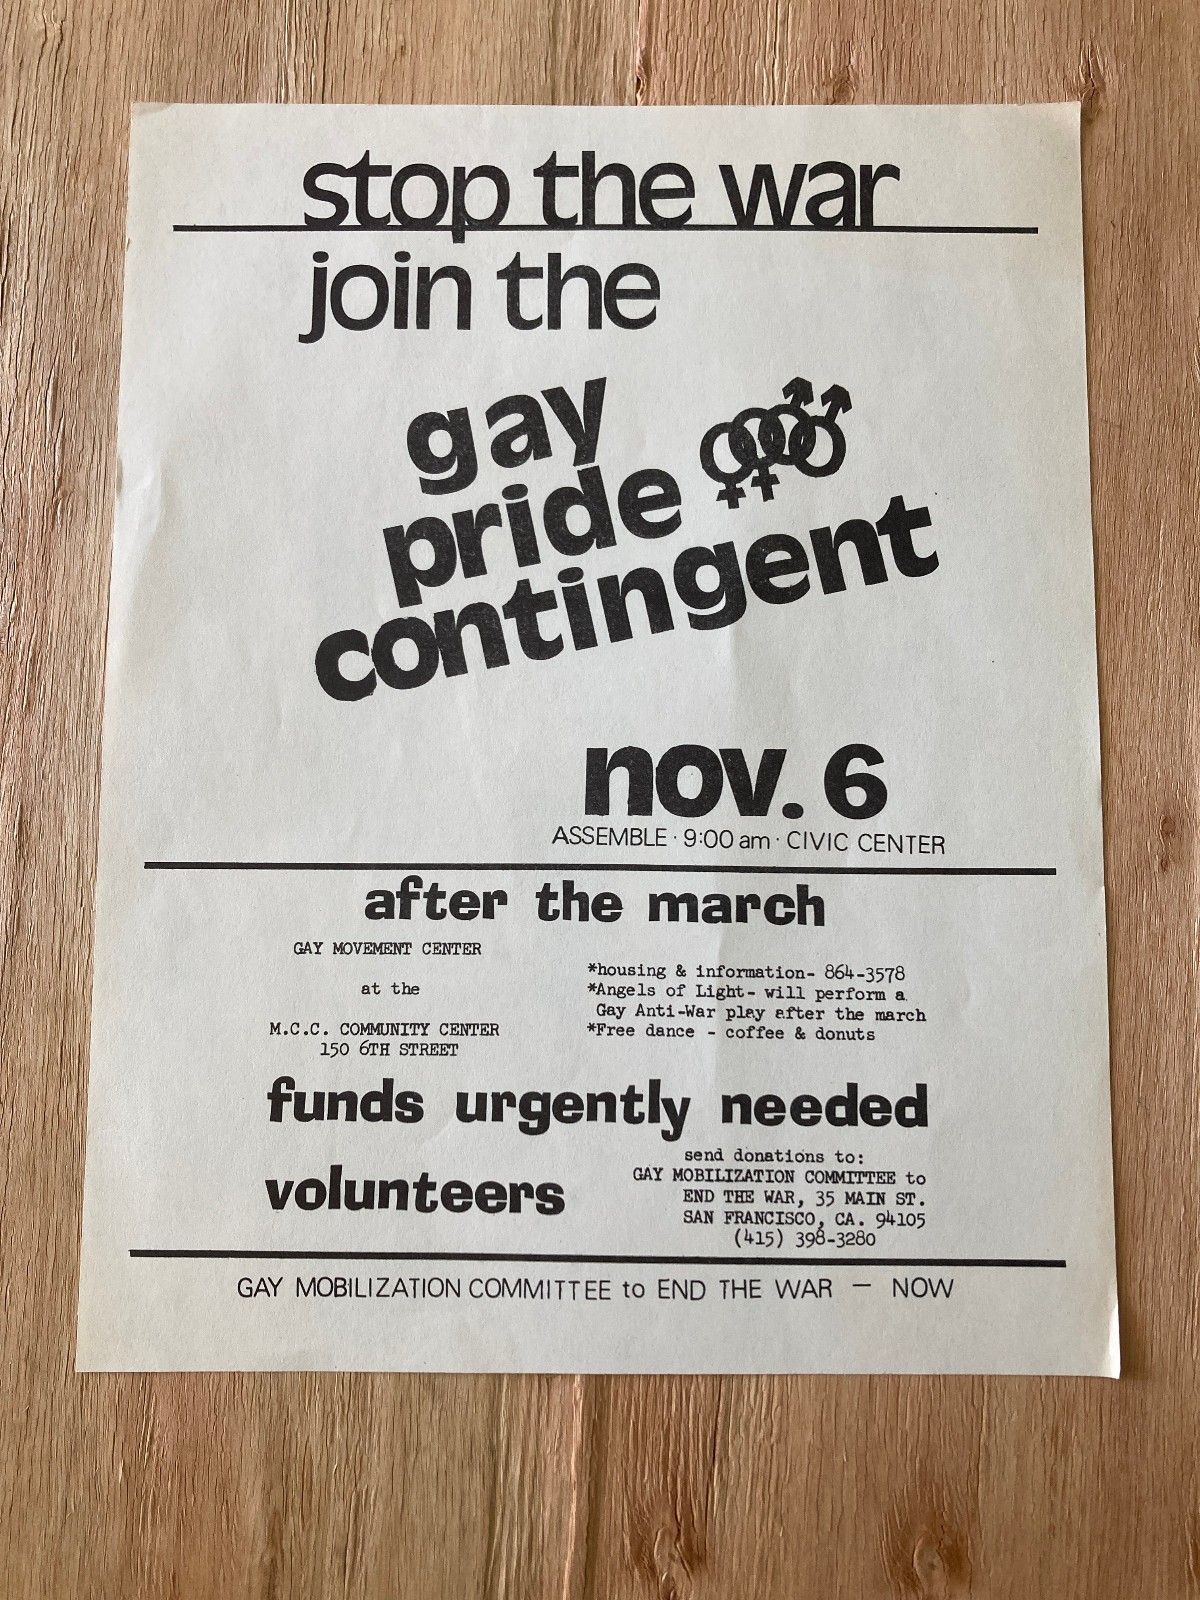 stop the war
join the
gay
pride
contingent
nov. 6
ASSEMBLE · 9:00 am · CIVIC CENTER
after the march
GAY MOVEMENT CENTER
at the
M.C.C. COMMUNITY CENTER
150 6TH STREET
*housing & information- 864-3578
*Angels of Light- will perform a
Gay Anti-War play after the march
*Free dance - coffee & donuts
funds urgently needed
volunteers
send donations to:
GAY MOBILIZATION COMMITTEE to
END THE WAR, 35 MAIN ST.
SAN FRANCISCO, CA. 94105
(415) 398-3280
GAY MOBILIZATION COMMITTEE to END THE WAR — NOW